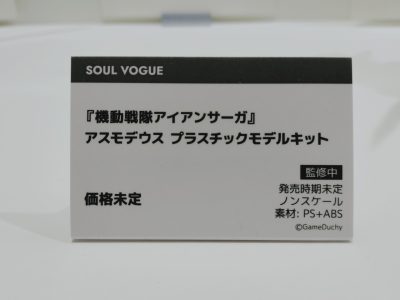 SOUL VOGUE
『機動戦隊アイアンサーガ』
アスモデウス プラスチックモデルキット
監修中
発売時期未定
価格未定
ノンスケール
素材: PS+ABS
©GameDuchy